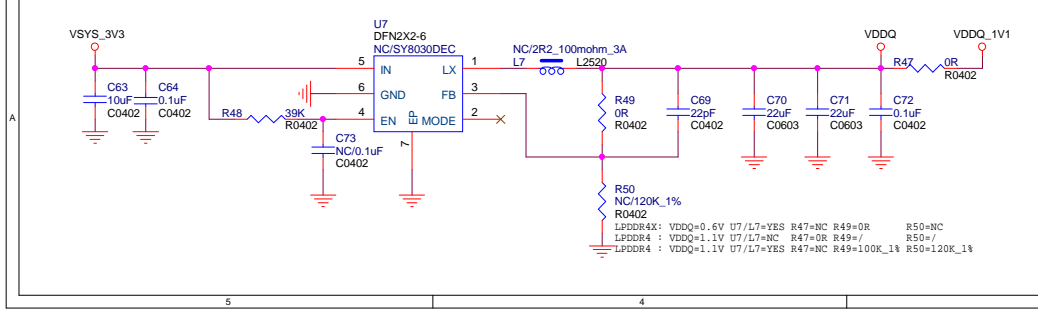 U7
DFN2X2-6
NC/SY8030DEC
VSYS_3V3
NC/2R2_100mohm_3A
L7 L2520
VDDQ
VDDQ_1V1
R47 0R
R0402
5 IN LX 1
6 GND FB 3
4 EN EP MODE 2
7
C63
10uF
C0402
C64
0.1uF
C0402
R48 39K
R0402
C73
NC/0.1uF
C0402
R49
0R
R0402
C69
22pF
C0402
C70
22uF
C0603
C71
22uF
C0603
C72
0.1uF
C0402
A
R50
NC/120K_1%
R0402
LPDDR4X: VDDQ=0.6V U7/L7=YES R47=NC R49=0R R50=NC
LPDDR4 : VDDQ=1.1V U7/L7=NC R47=0R R49=/ R50=/
LPDDR4 : VDDQ=1.1V U7/L7=YES R47=NC R49=100K_1% R50=120K_1%
5 4